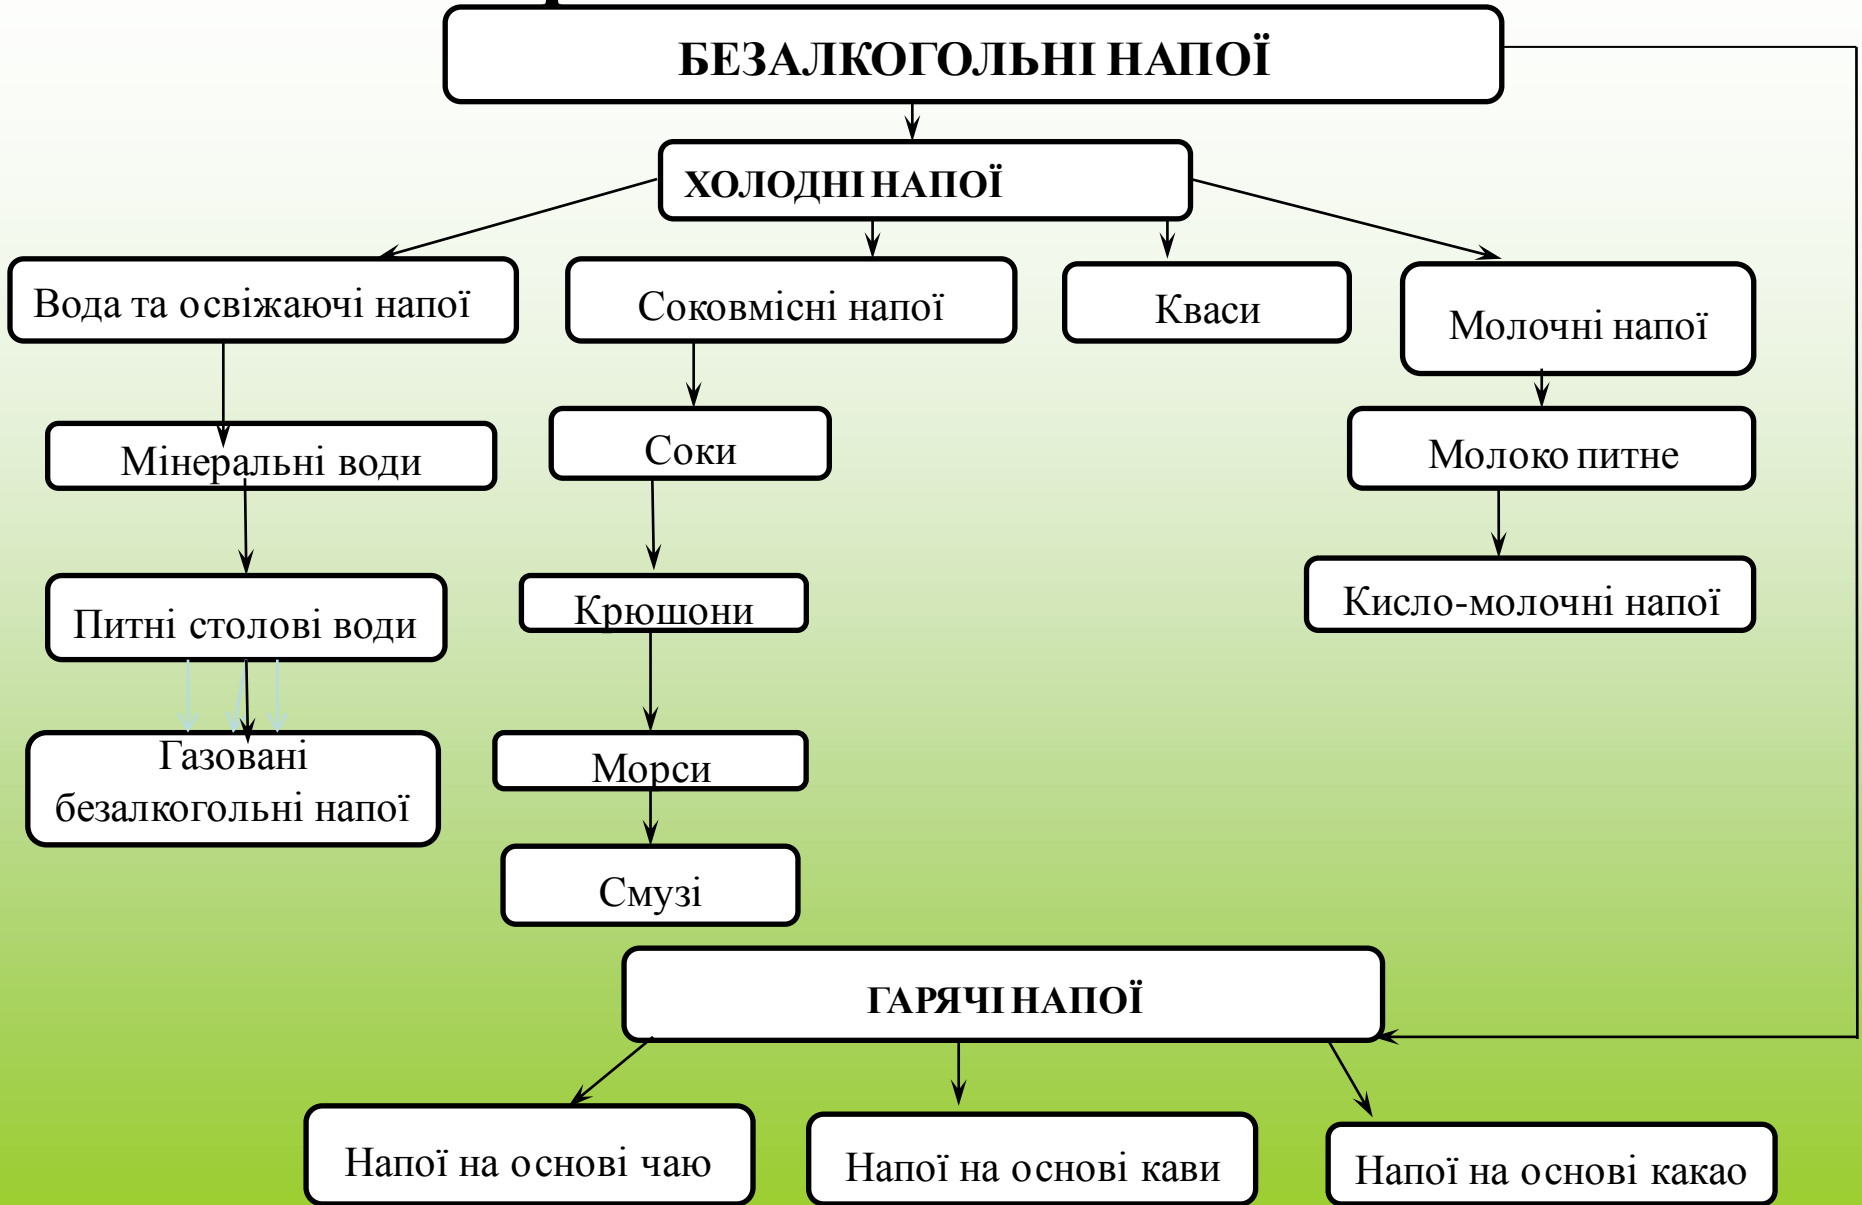 БЕЗАЛКОГОЛЬНІ НАПОЇ
ХОЛОДНІ НАПОЇ
Вода та освіжаючі напої
Соковмісні напої
Кваси
Молочні напої
Мінеральні води
Соки
Молоко питне
Питні столові води
Крюшони
Кисло-молочні напої
Газовані
безалкогольні напої
Морси
Смузі
ГАРЯЧІ НАПОЇ
Напої на основі чаю
Напої на основі кави
Напої на основі какао